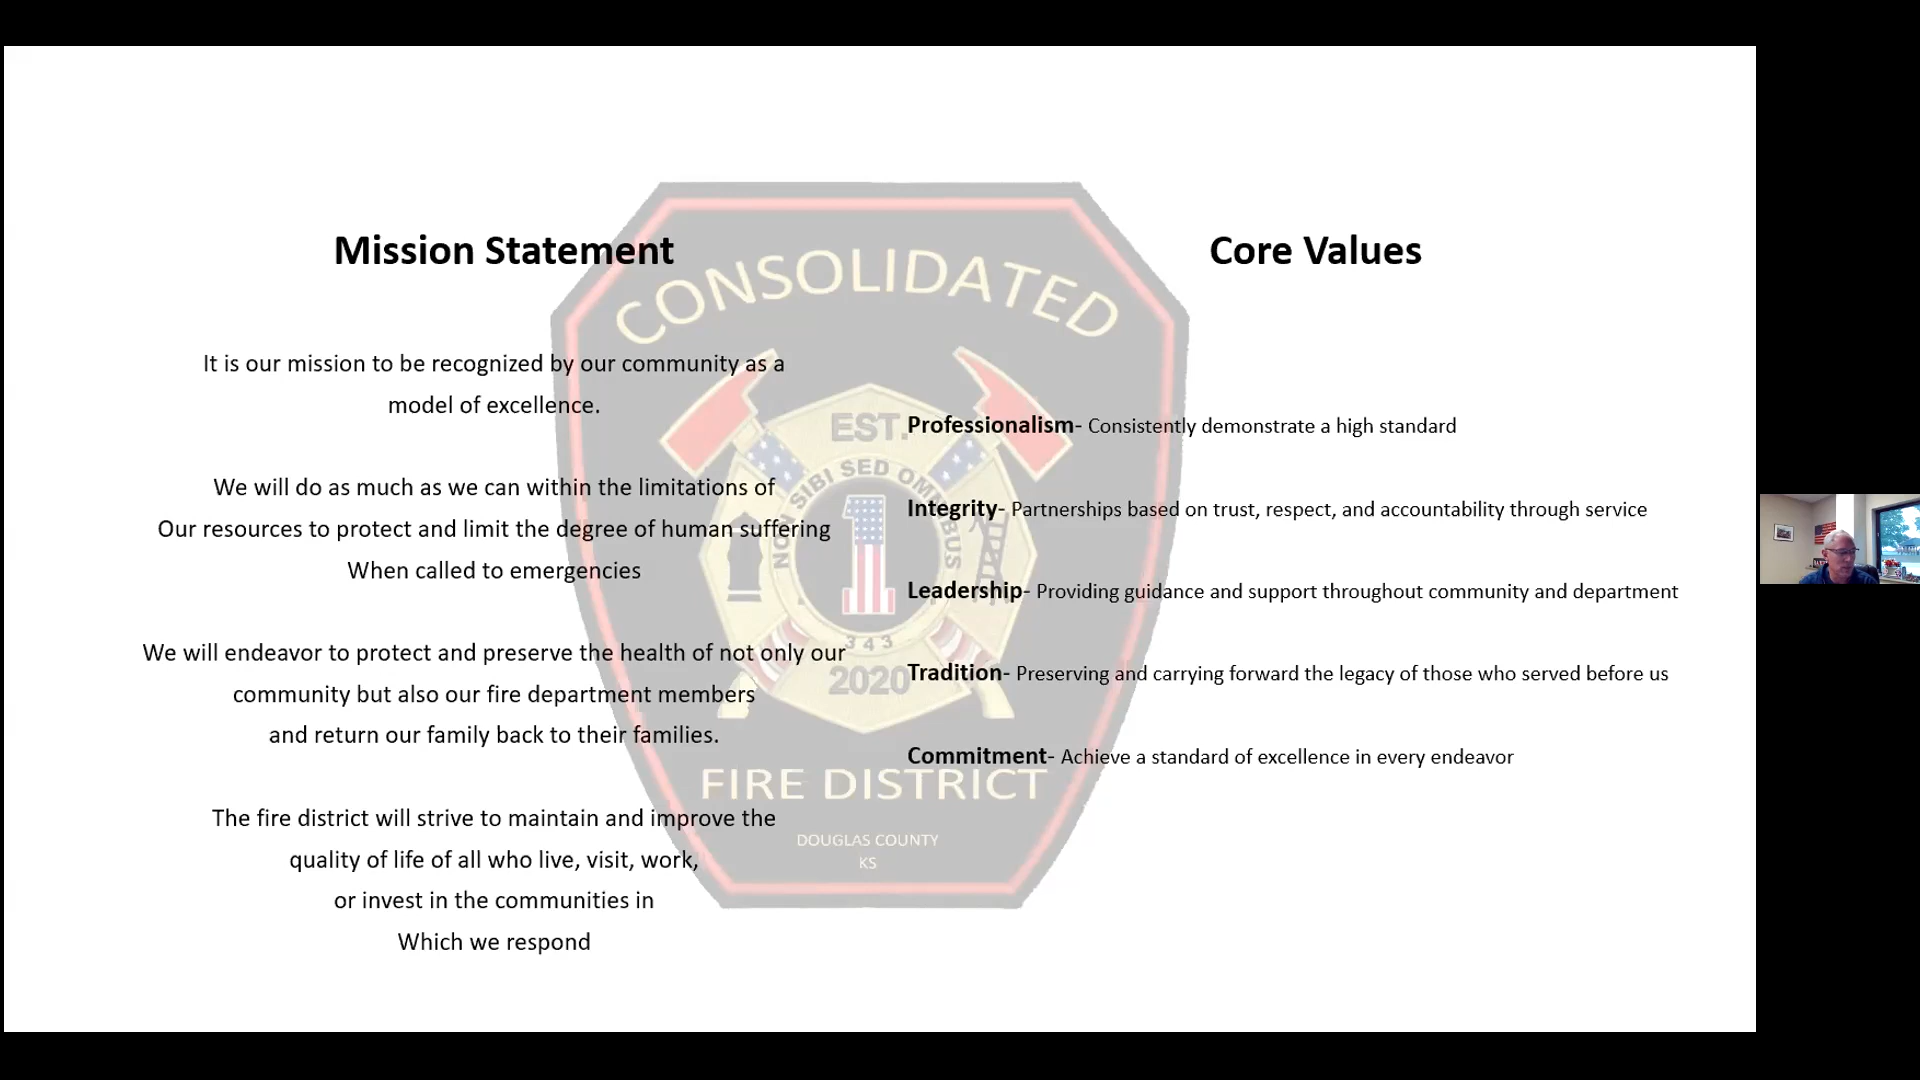 Mission Statement
It is our mission to be recognized by our community as a
model of excellence.
We will do as much as we can within the limitations of
Our resources to protect and limit the degree of human suffering
When called to emergencies
We will endeavor to protect and preserve the health of not only our
community but also our fire department members
and return our family back to their families.
The fire district will strive to maintain and improve the
quality of life of all who live, visit, work,
or invest in the communities in
Which we respond
Core Values
Professionalism- Consistently demonstrate a high standard
Integrity- Partnerships based on trust, respect, and accountability through service
Leadership- Providing guidance and support throughout community and department
Tradition- Preserving and carrying forward the legacy of those who served before us
Commitment- Achieve a standard of excellence in every endeavor
CONSOLIDATED
EST.
NON SIBI SED OMNIBUS
1
343
2020
FIRE DISTRICT
DOUGLAS COUNTY
KS